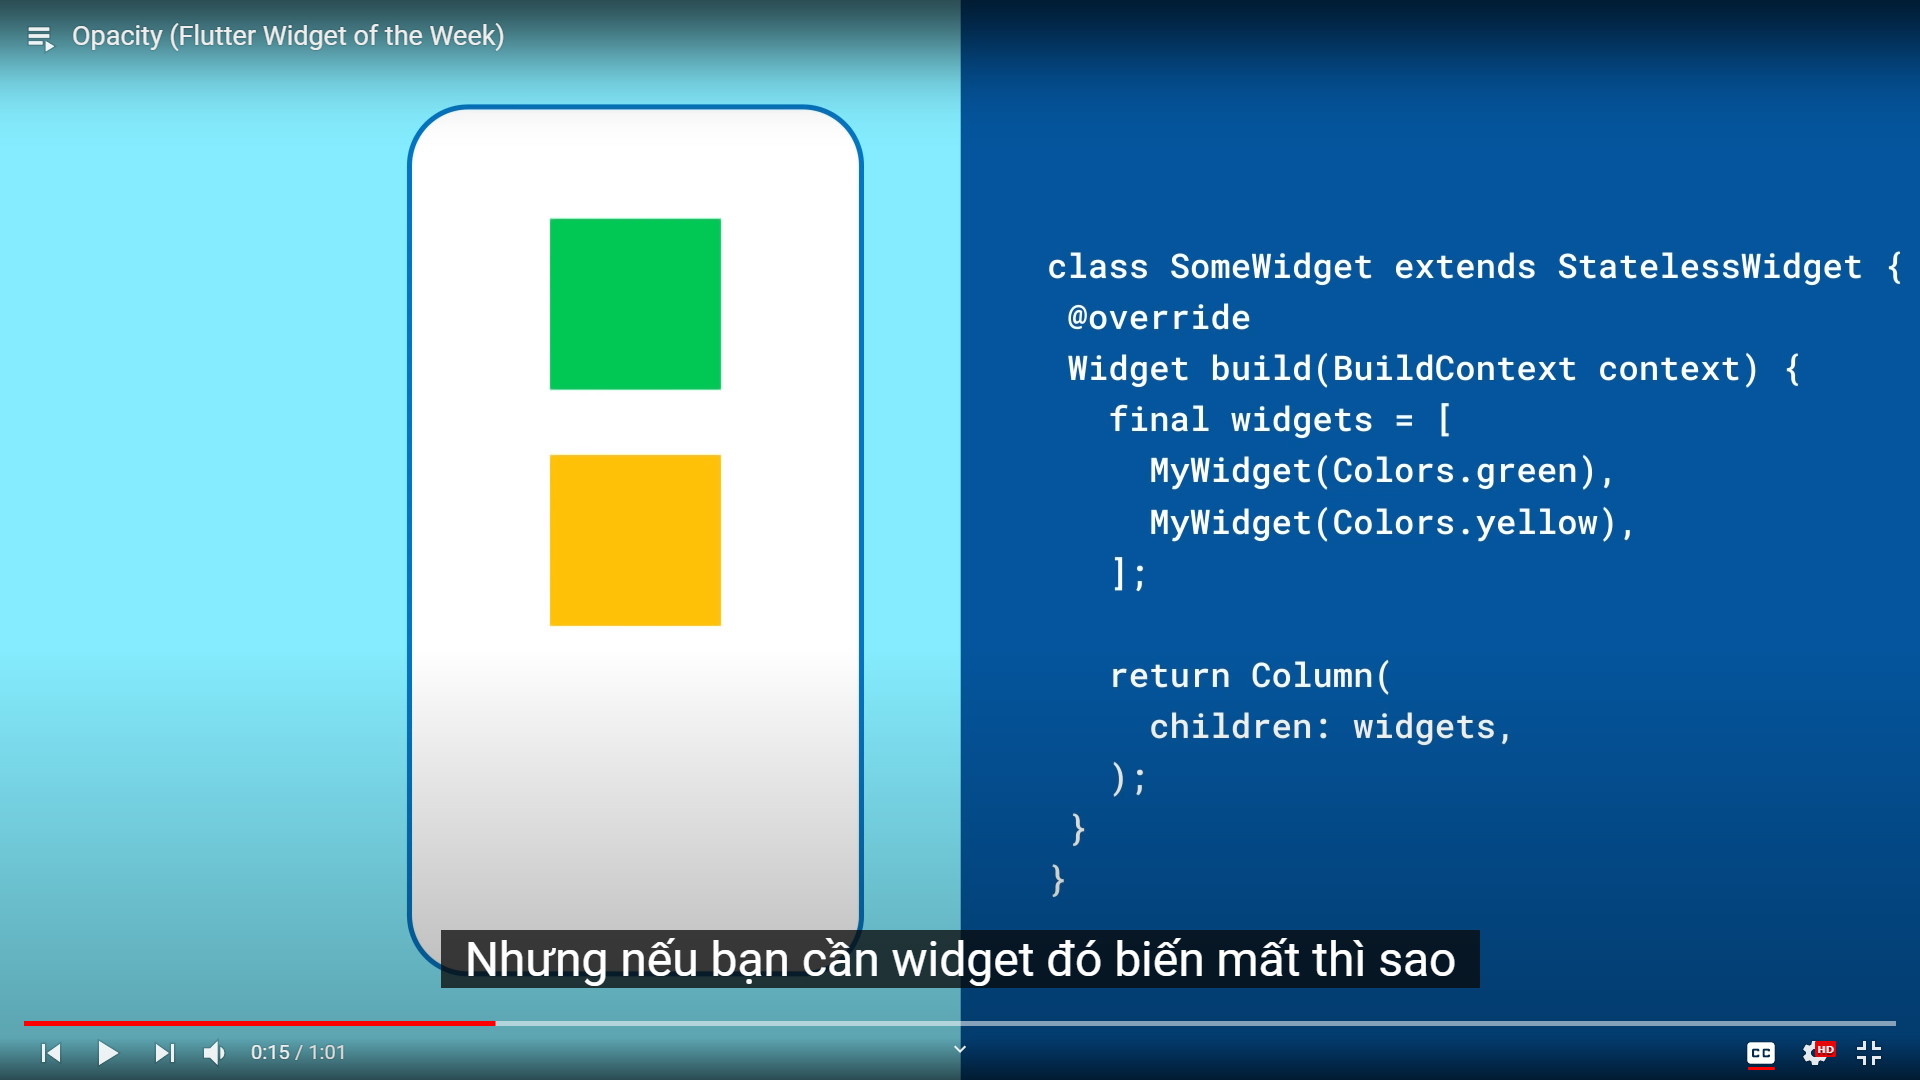 Opacity (Flutter Widget of the Week)
class SomeWidget extends StatelessWidget {
@override
Widget build(BuildContext context) {
final widgets = [
MyWidget(Colors.green),
MyWidget(Colors.yellow),
];
return Column(
children: widgets,
);
}
}
Nhưng nếu bạn cần widget đó biến mất thì sao
0:15 / 1:01
CC
HD